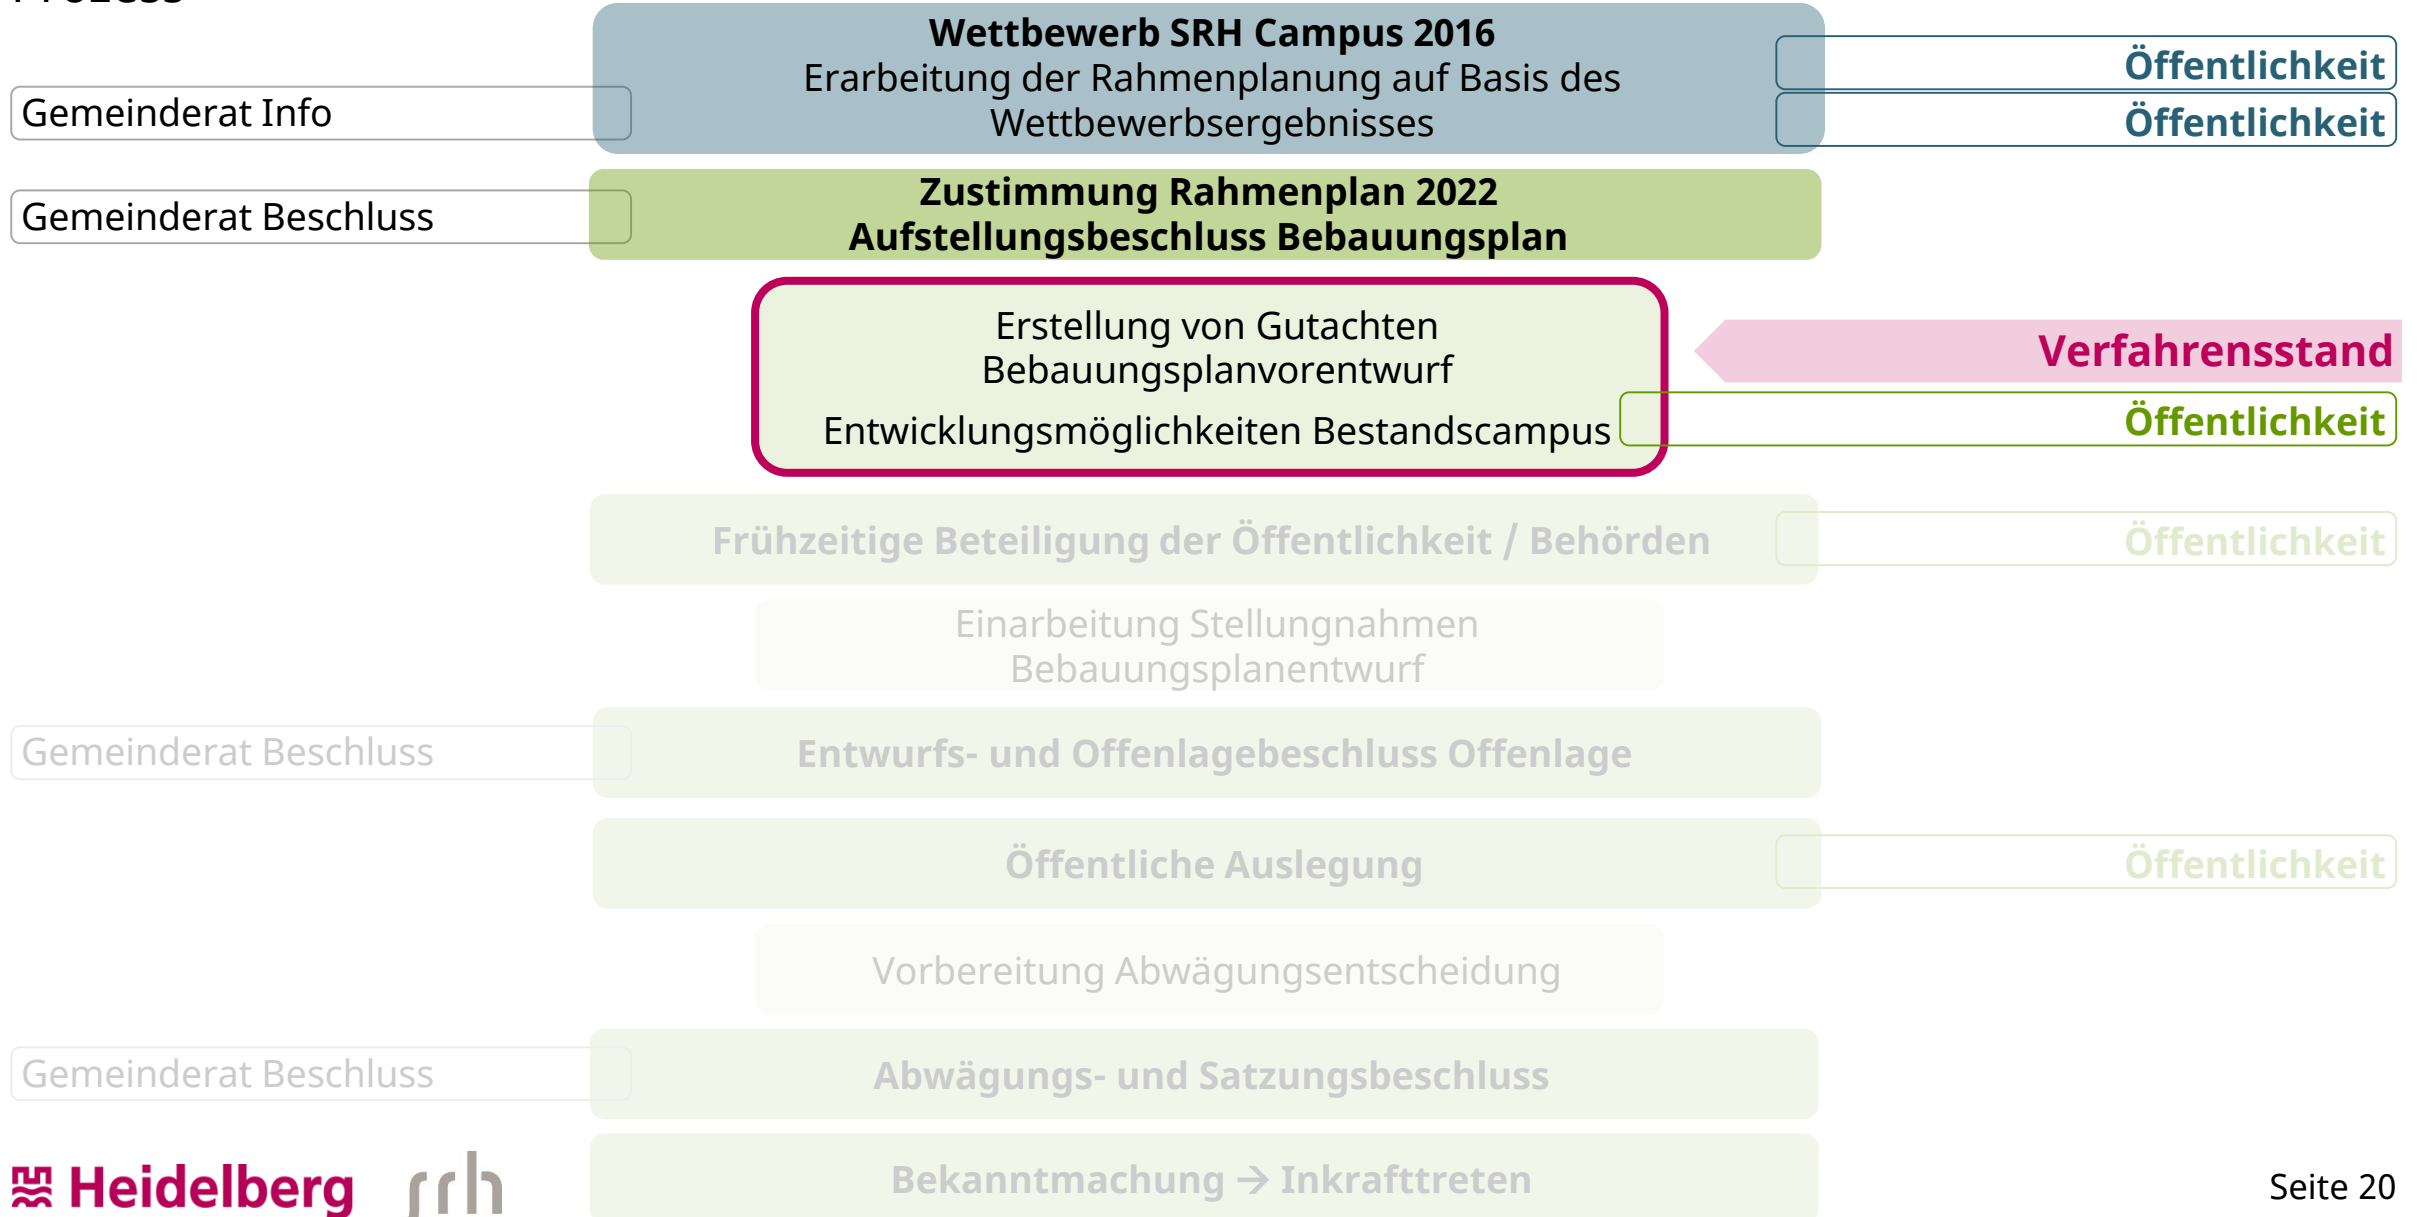 Prozess
Wettbewerb SRH Campus 2016
Erarbeitung der Rahmenplanung auf Basis des
Wettbewerbsergebnisses
Öffentlichkeit
Gemeinderat Info
Öffentlichkeit
Zustimmung Rahmenplan 2022
Gemeinderat Beschluss
Aufstellungsbeschluss Bebauungsplan
Erstellung von Gutachten
Bebauungsplanvorentwurf
Verfahrensstand
Entwicklungsmöglichkeiten Bestandscampus
Öffentlichkeit
Frühzeitige Beteiligung der Öffentlichkeit / Behörden
Öffentlichkeit
Einarbeitung Stellungnahmen
Bebauungsplanentwurf
Gemeinderat Beschluss
Entwurfs- und Offenlagebeschluss Offenlage
Öffentliche Auslegung
Öffentlichkeit
Vorbereitung Abwägungsentscheidung
Gemeinderat Beschluss
Abwägungs- und Satzungsbeschluss
Bekanntmachung → Inkrafttreten
Heidelberg
srh
Seite 20